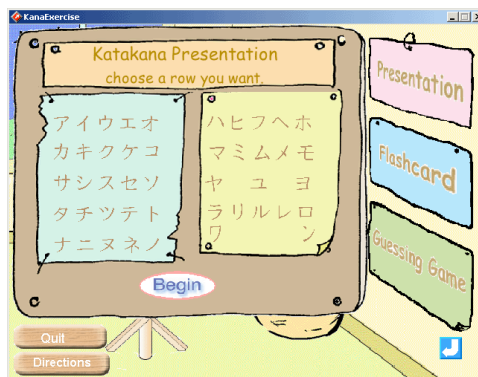 KanaExercise
Katakana Presentation
choose a row you want.
アイウエオ
カキクケコ
サシスセソ
タチツテト
ナニヌネノ
ハヒフヘホ
マミムメモ
ヤ ユ ヨ
ラリルレロ
ワ ン
Begin
Presentation
Flashcard
Guessing Game
Quit
Directions